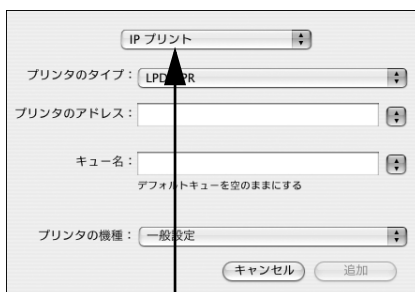 IP プリント
プリンタのタイプ： LPD/LPR
プリンタのアドレス：
キュー名：
デフォルトキューを空のままにする
プリンタの機種： 一般設定
キャンセル 追加